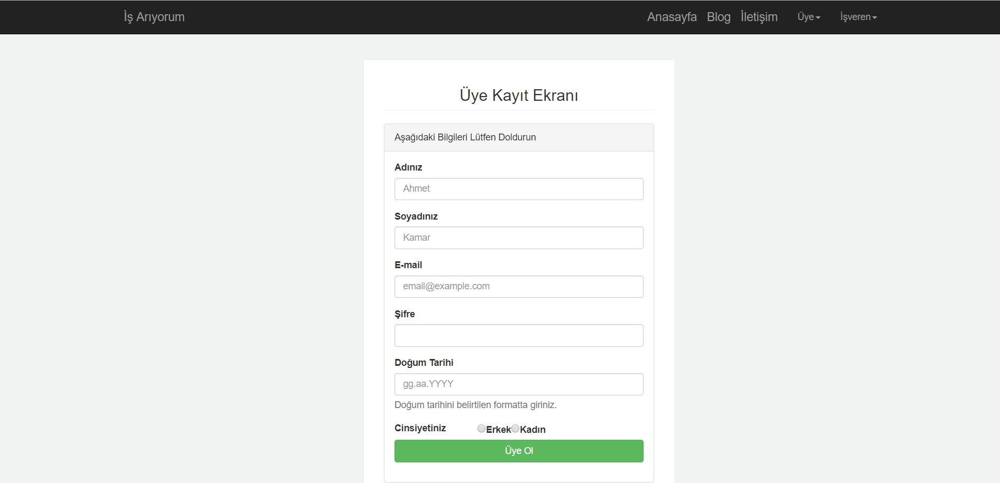 İş Arıyorum Anasayfa Blog İletişim Üye İşveren
Üye Kayıt Ekranı
Aşağıdaki Bilgileri Lütfen Doldurun
Adınız
Ahmet
Soyadınız
Kamar
E-mail
email@example.com
Şifre
Doğum Tarihi
gg.aa.YYYY
Doğum tarihini belirtilen formatta giriniz.
Cinsiyetiniz Erkek Kadın
Üye Ol